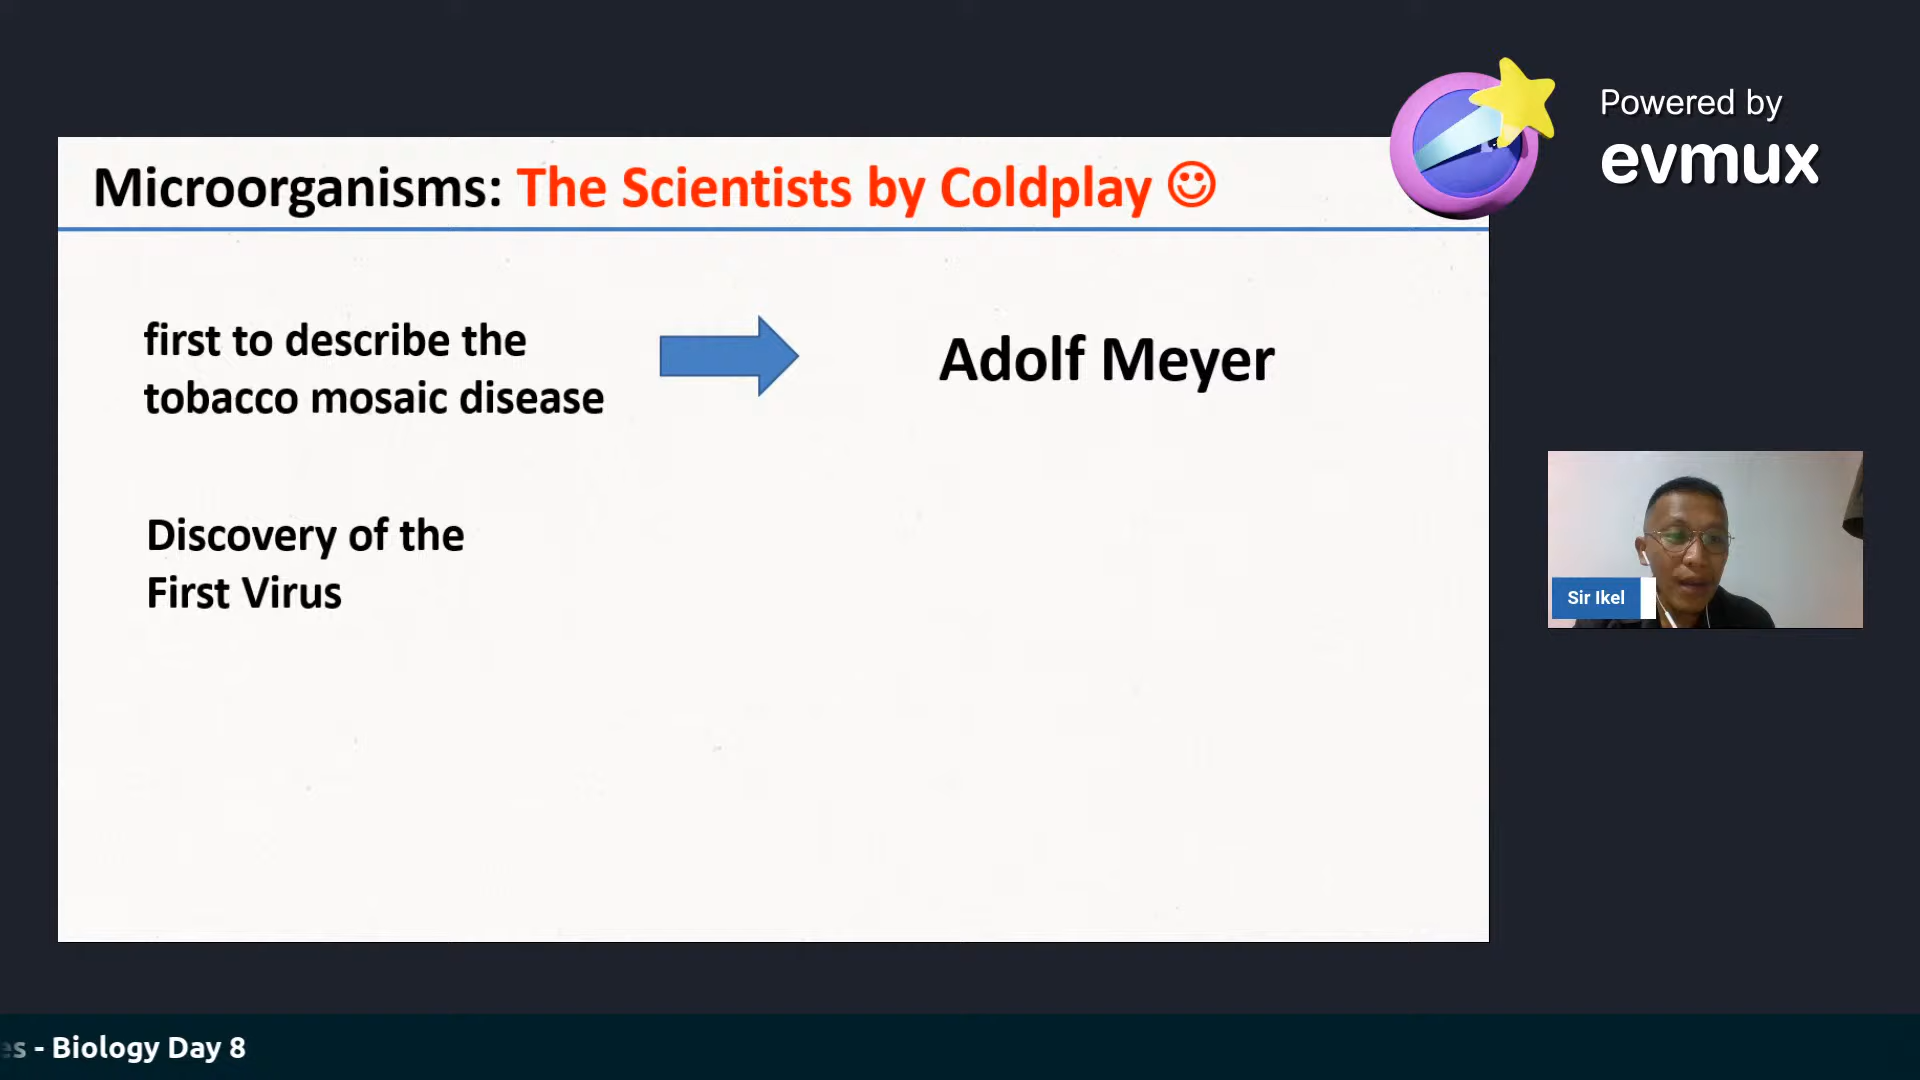 Powered by
evmux
Microorganisms: The Scientists by Coldplay ☺
first to describe the
tobacco mosaic disease
Adolf Meyer
Discovery of the
First Virus
Sir Ikel
es - Biology Day 8